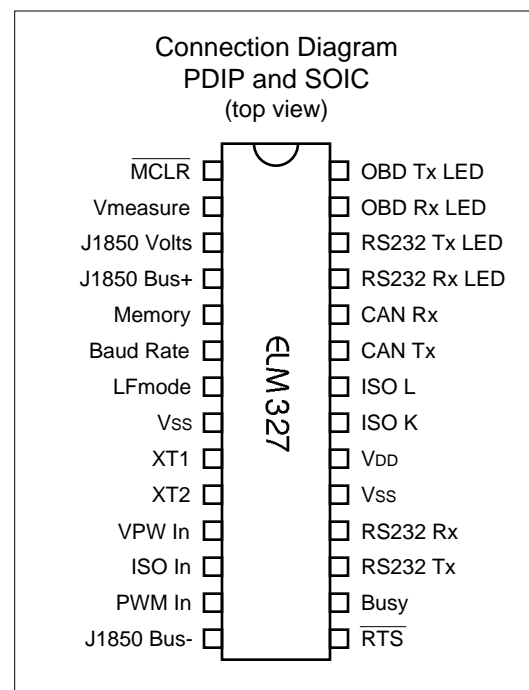 Connection Diagram
PDIP and SOIC
(top view)
MCLR OBD Tx LED
Vmeasure OBD Rx LED
J1850 Volts RS232 Tx LED
J1850 Bus+ RS232 Rx LED
Memory CAN Rx
Baud Rate CAN Tx
LFmode ISO L
Vss ISO K
XT1 VDD
XT2 Vss
VPW In RS232 Rx
ISO In RS232 Tx
PWM In Busy
J1850 Bus- RTS
ELM327